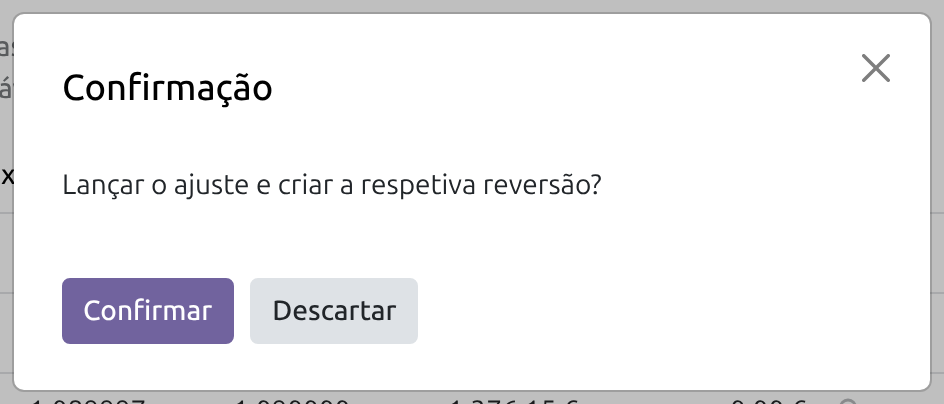 Confirmação
Lançar o ajuste e criar a respetiva reversão?
Confirmar
Descartar